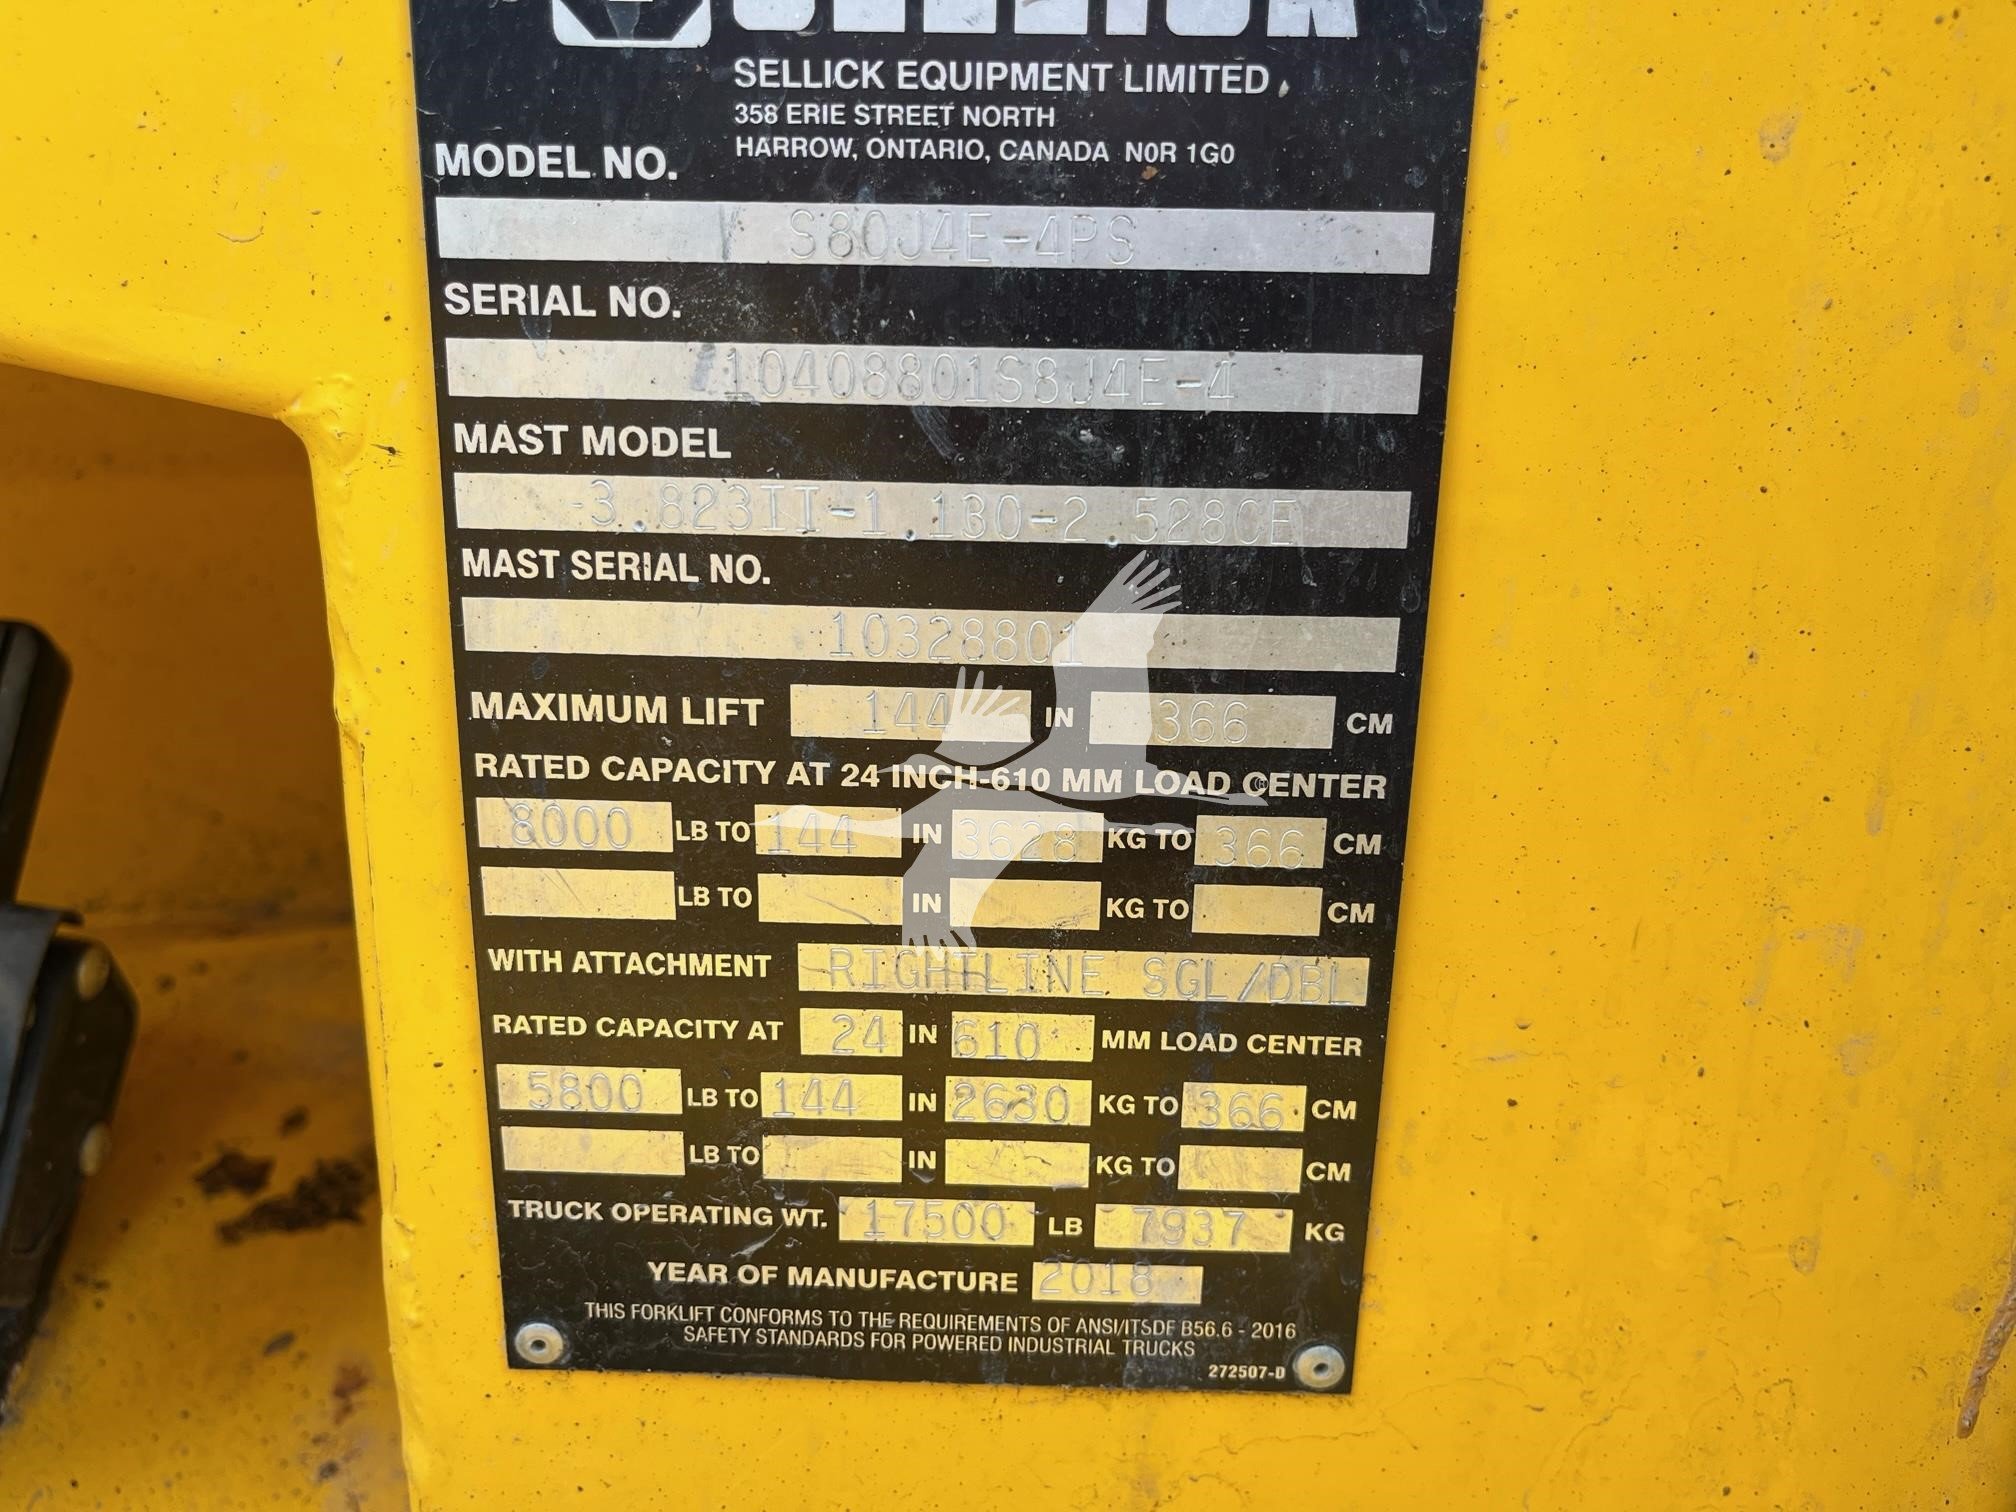 SELLICK
SELLICK EQUIPMENT LIMITED
358 ERIE STREET NORTH
HARROW, ONTARIO, CANADA N0R 1G0
MODEL NO.
S80J4E-4PS
SERIAL NO.
10408801S8J4E-4
MAST MODEL
3.823II-1.130-2.528CE
MAST SERIAL NO.
10328801
MAXIMUM LIFT 144 IN 366 CM
RATED CAPACITY AT 24 INCH-610 MM LOAD CENTER
8000 LB TO 144 IN 3628 KG TO 366 CM
LB TO IN KG TO CM
WITH ATTACHMENT RIGHTLINE SGL/DBL
RATED CAPACITY AT 24 IN 610 MM LOAD CENTER
5800 LB TO 144 IN 2630 KG TO 366 CM
LB TO IN KG TO CM
TRUCK OPERATING WT. 17500 LB 7937 KG
YEAR OF MANUFACTURE 2018
THIS FORKLIFT CONFORMS TO THE REQUIREMENTS OF ANSI/ITSDF B56.6 - 2016
SAFETY STANDARDS FOR POWERED INDUSTRIAL TRUCKS
272507-D